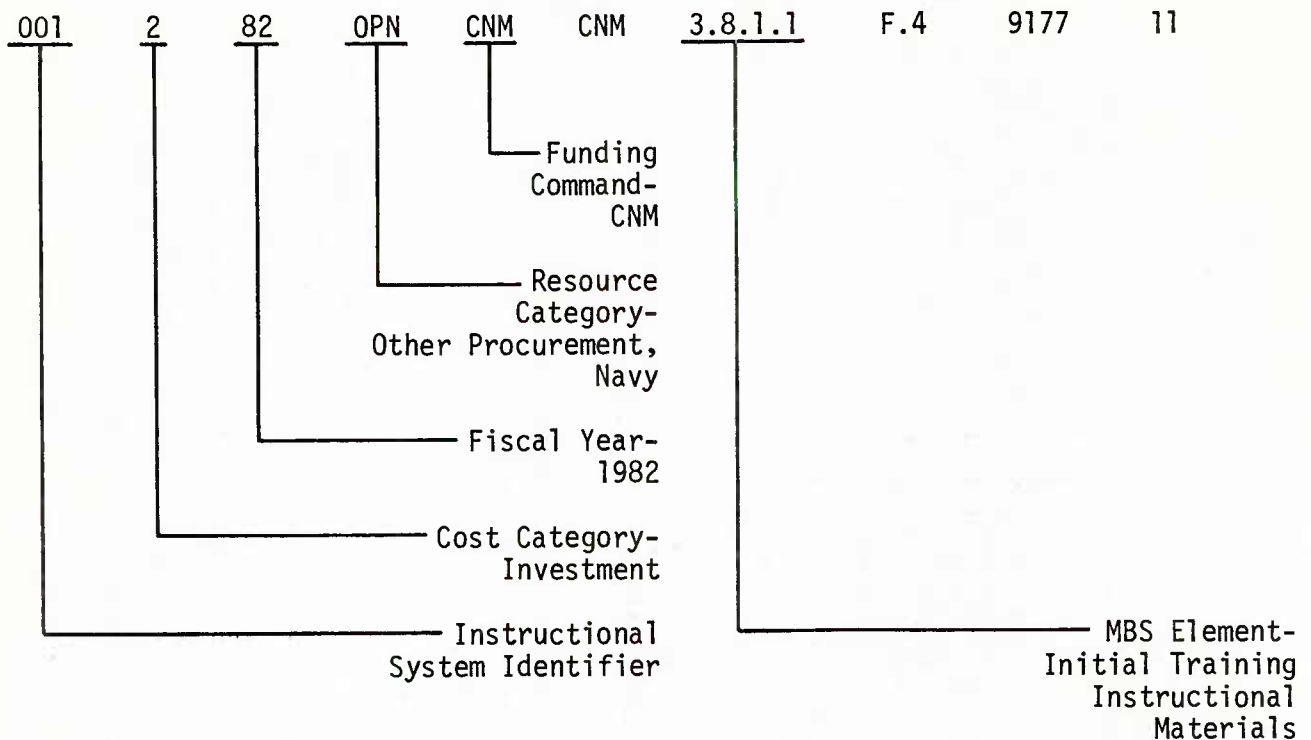 001 2 82 OPN CNM CNM 3.8.1.1 F.4 9177 11
Funding
Command-
CNM
Resource
Category-
Other Procurement,
Navy
Fiscal Year-
1982
Cost Category-
Investment
Instructional
System Identifier
MBS Element-
Initial Training
Instructional
Materials